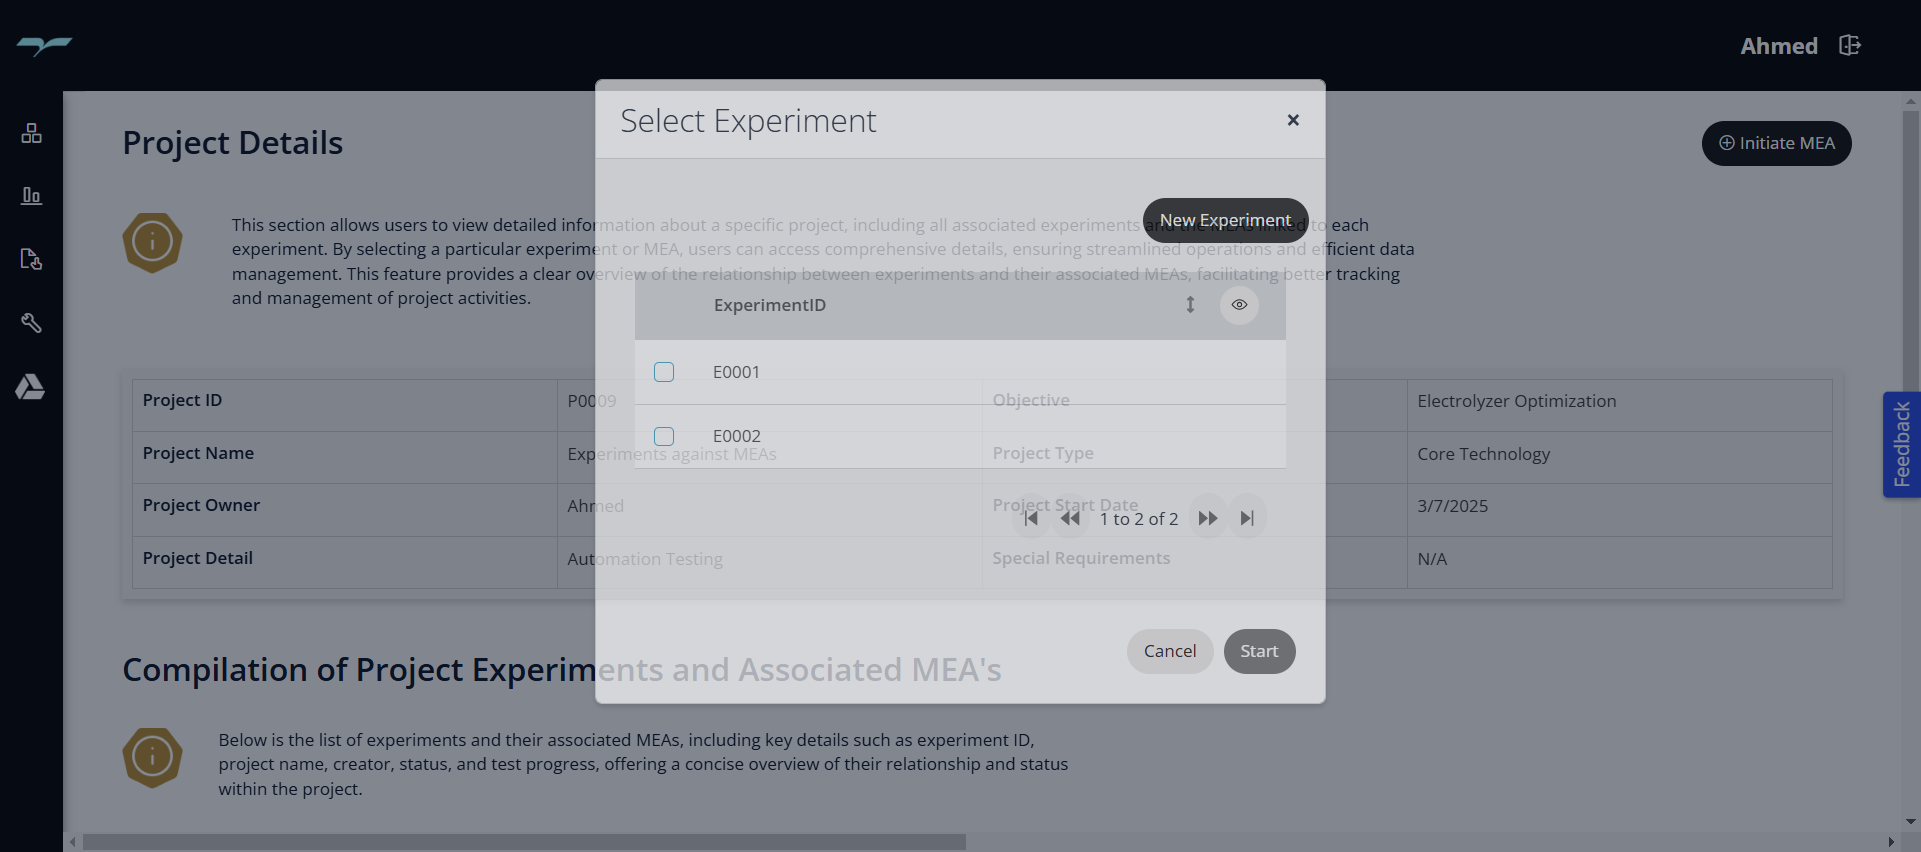 Ahmed
Project Details
Initiate MEA
This section allows users to view detailed information about a specific project, including all associated experiments and the MEAs linked to each
experiment. By selecting a particular experiment or MEA, users can access comprehensive details, ensuring streamlined operations and efficient data
management. This feature provides a clear overview of the relationship between experiments and their associated MEAs, facilitating better tracking
and management of project activities.
Select Experiment
×
New Experiment
ExperimentID
E0001
E0002
1 to 2 of 2
Cancel
Start
Project ID
P0009
Objective
Electrolyzer Optimization
Project Name
Experiments against MEAs
Project Type
Core Technology
Project Owner
Ahmed
Project Start Date
3/7/2025
Project Detail
Automation Testing
Special Requirements
N/A
Feedback
Compilation of Project Experiments and Associated MEA's
Below is the list of experiments and their associated MEAs, including key details such as experiment ID,
project name, creator, status, and test progress, offering a concise overview of their relationship and status
within the project.